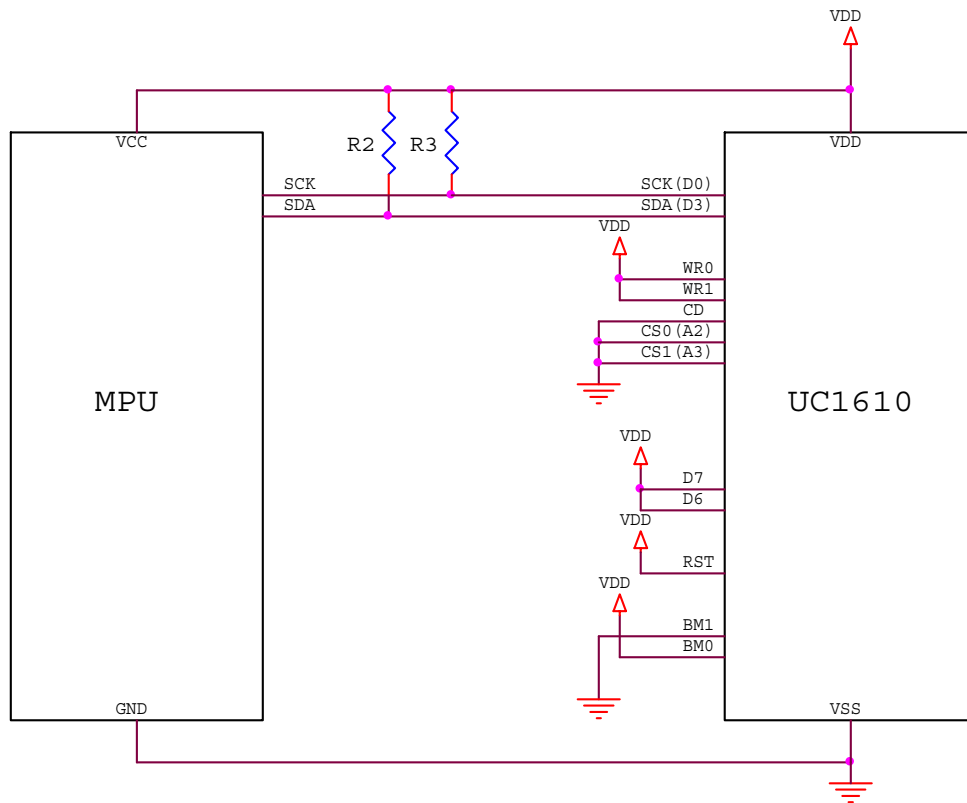 VDD
VCC
VDD
R2
R3
SCK
SCK(D0)
SDA
SDA(D3)
VDD
WR0
WR1
CD
CS0(A2)
CS1(A3)
MPU
UC1610
VDD
D7
D6
VDD
RST
VDD
BM1
BM0
GND
VSS